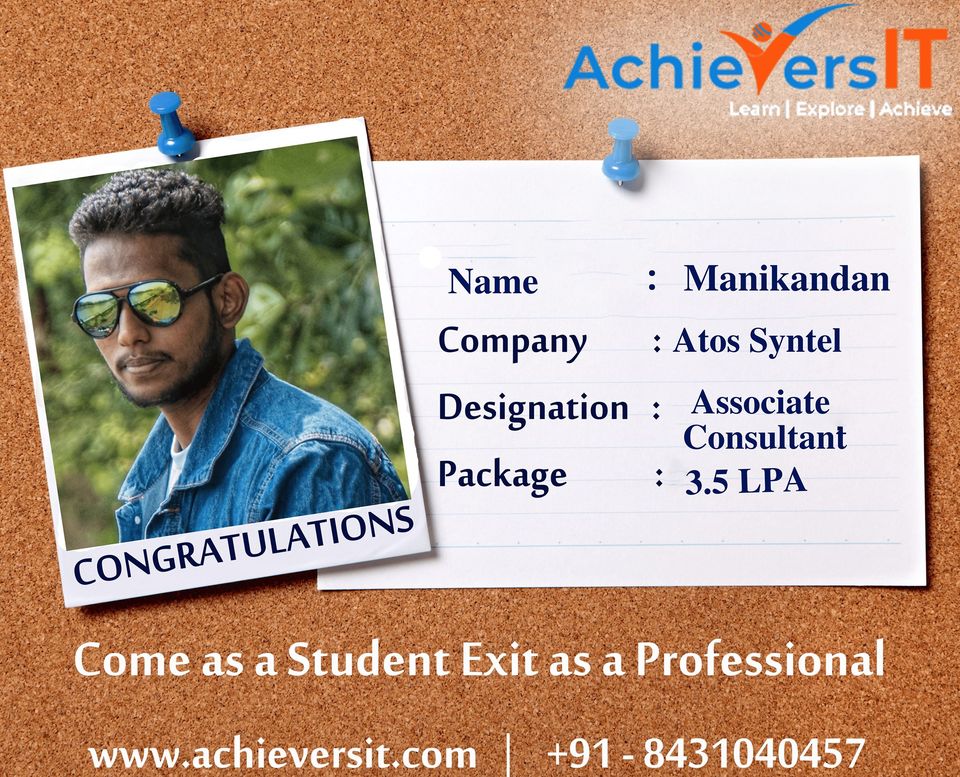 AchieversIT
Learn | Explore | Achieve
Name : Manikandan
Company : Atos Syntel
Designation : Associate
Consultant
Package : 3.5 LPA
CONGRATULATIONS
Come as a Student Exit as a Professional
www.achieversit.com | +91 - 8431040457